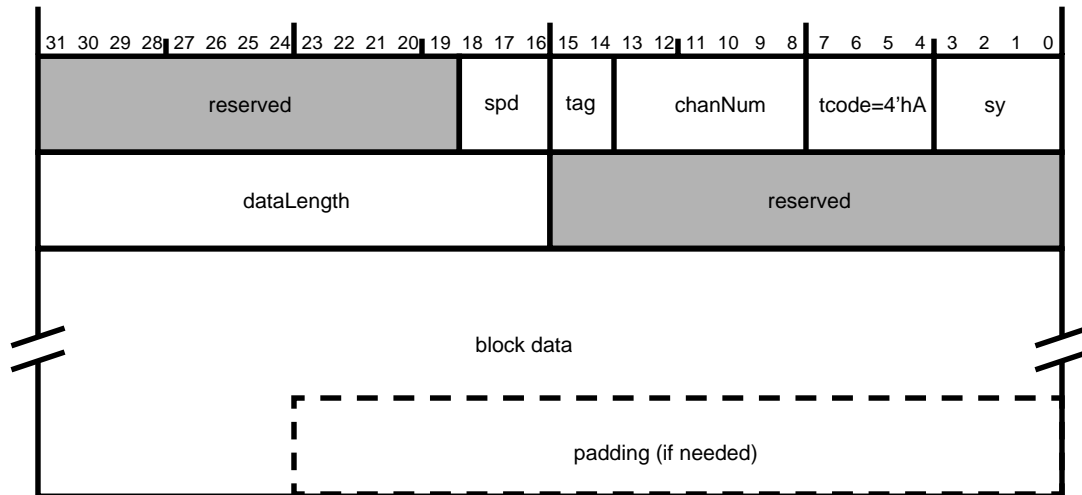 31 30 29 28 27 26 25 24 23 22 21 20 19 18 17 16 15 14 13 12 11 10 9 8 7 6 5 4 3 2 1 0
reserved spd tag chanNum tcode=4’hA sy
dataLength reserved
block data
padding (if needed)